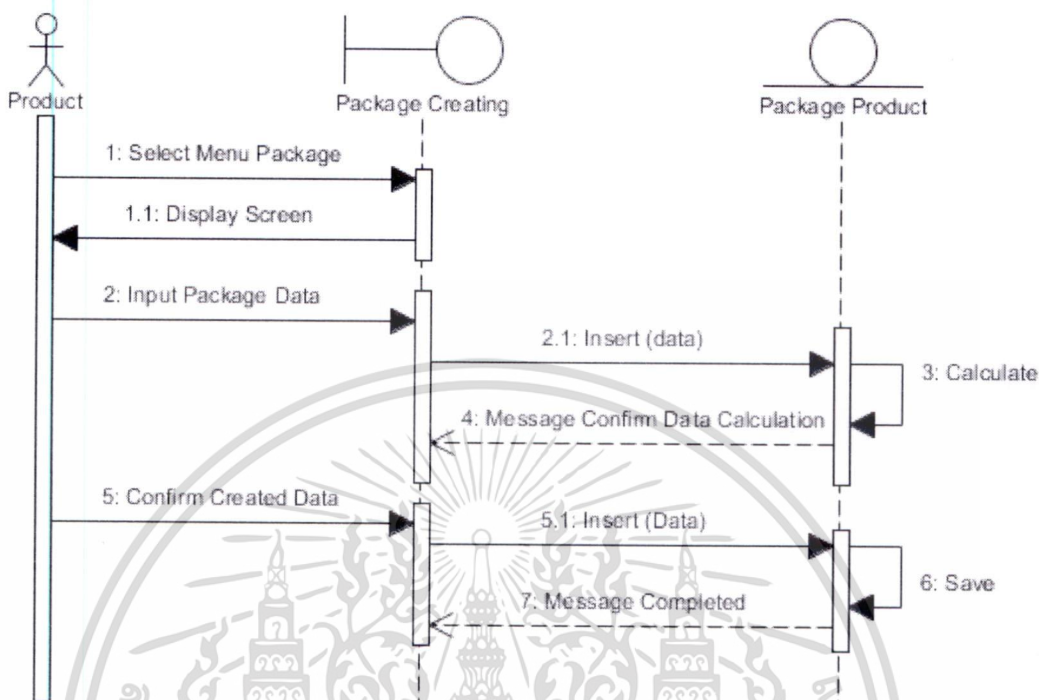 Product
Package Creating
Package Product
1: Select Menu Package
1.1: Display Screen
2: Input Package Data
2.1: Insert (data)
3: Calculate
4: Message Confirm Data Calculation
5: Confirm Created Data
5.1: Insert (Data)
6: Save
7: Message Completed